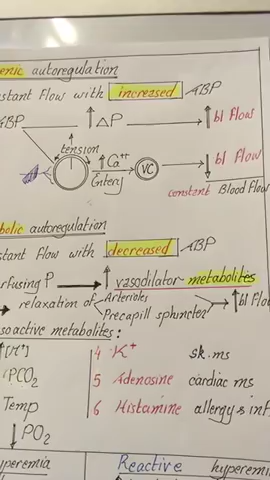 enic autoregulation
stant flow with increased ABP
ABP ↑ΔP ↑ bl flow
↑ tension
↑Ca++ entery VC ↓ bl flow
constant Blood Flow
bolic autoregulation
stant flow with decreased ABP
rfusing P ↑ vasodilator metabolites
relaxation of Arterioles Precapill sphincter ↑ bl flo
soactive metabolites:
↑[H+] 4 K+ sk.ms
↑PCO2 5 Adenosine cardiac ms
Temp 6 Histamine allergy & inf
↓PO2
yperemia Reactive hyperem